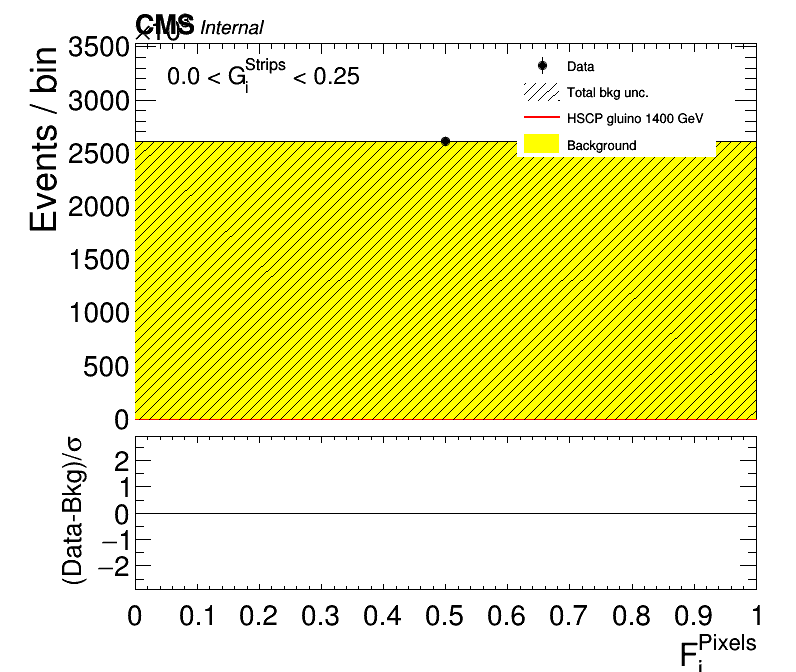 CMS Internal
3500
0.0 < G_i^Strips < 0.25
Data
3000
Total bkg unc.
HSCP gluino 1400 GeV
2500
Background
Events / bin
2000
1500
1000
500
0
(Data-Bkg)/σ
2
1
0
−1
−2
0 0.1 0.2 0.3 0.4 0.5 0.6 0.7 0.8 0.9 1
F_i^Pixels